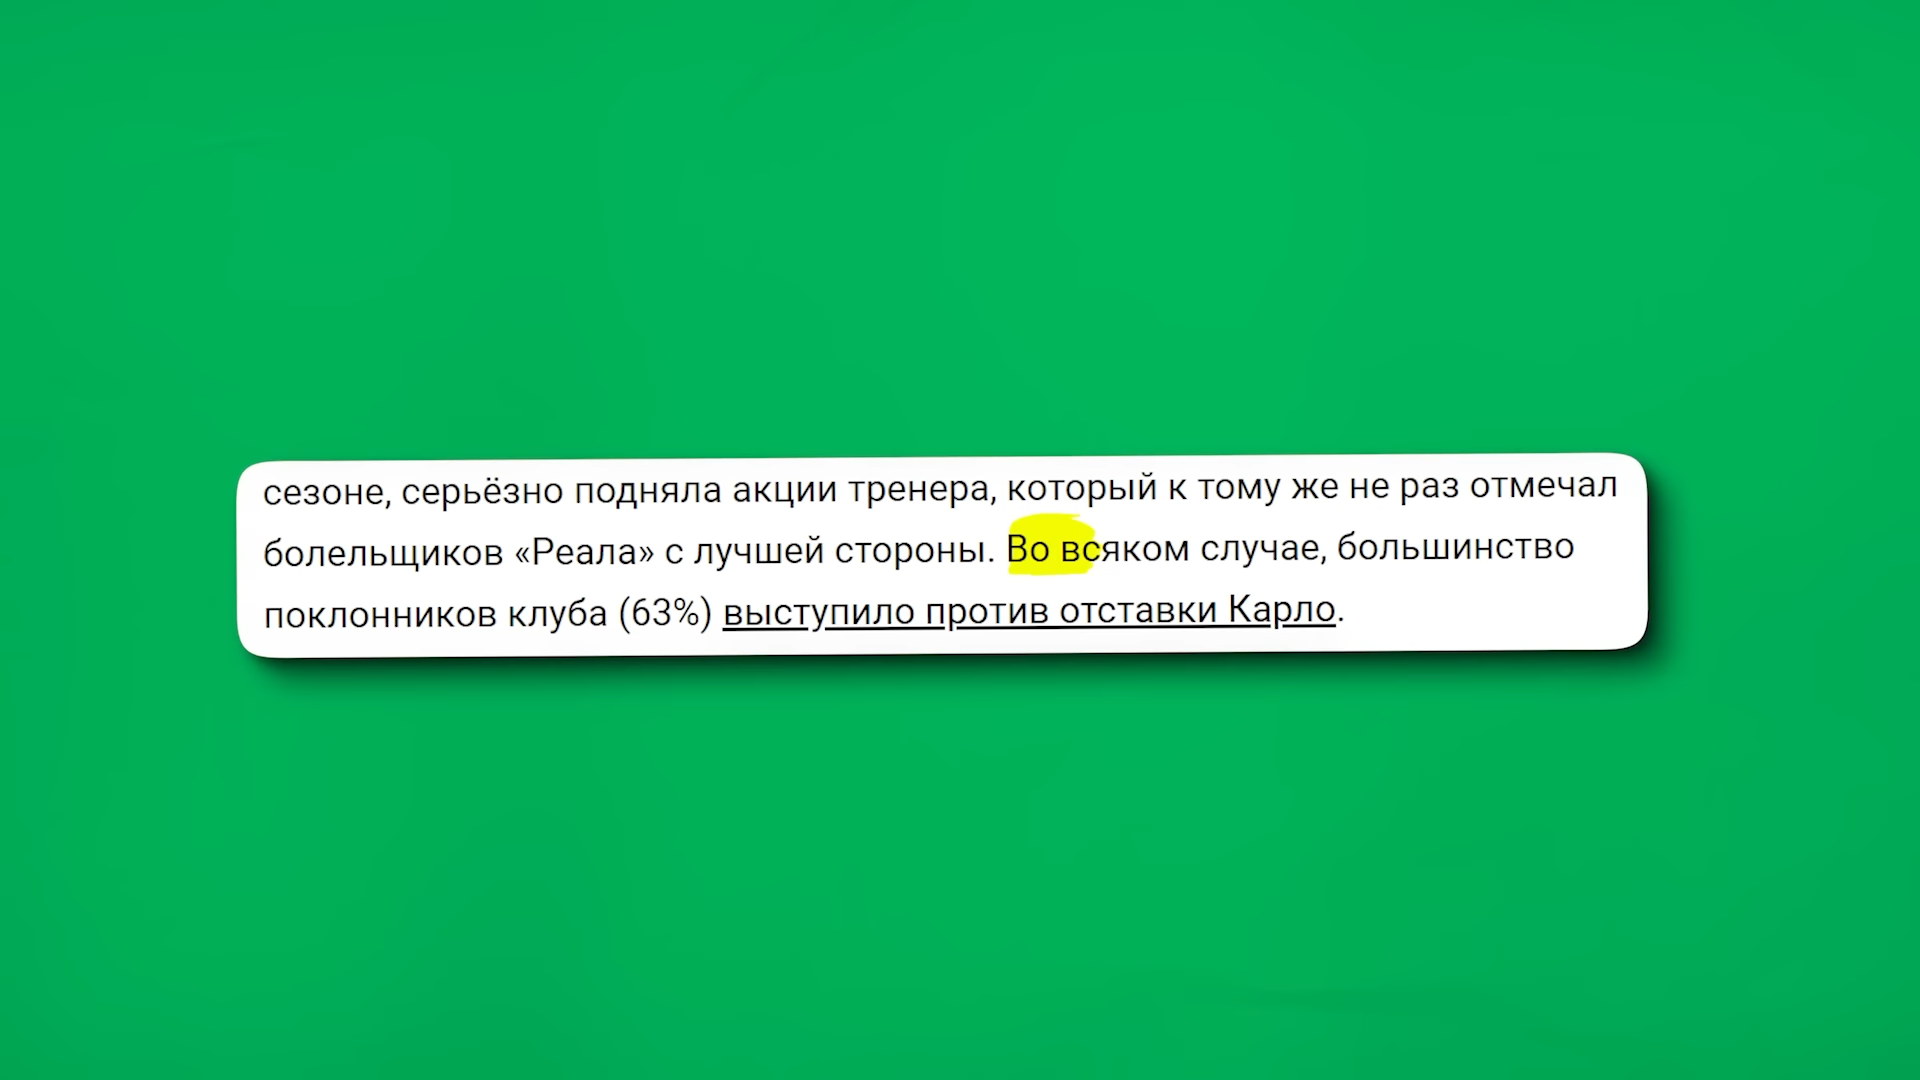 сезоне, серьёзно подняла акции тренера, который к тому же не раз отмечал
болельщиков «Реала» с лучшей стороны. Во всяком случае, большинство
поклонников клуба (63%) выступило против отставки Карло.